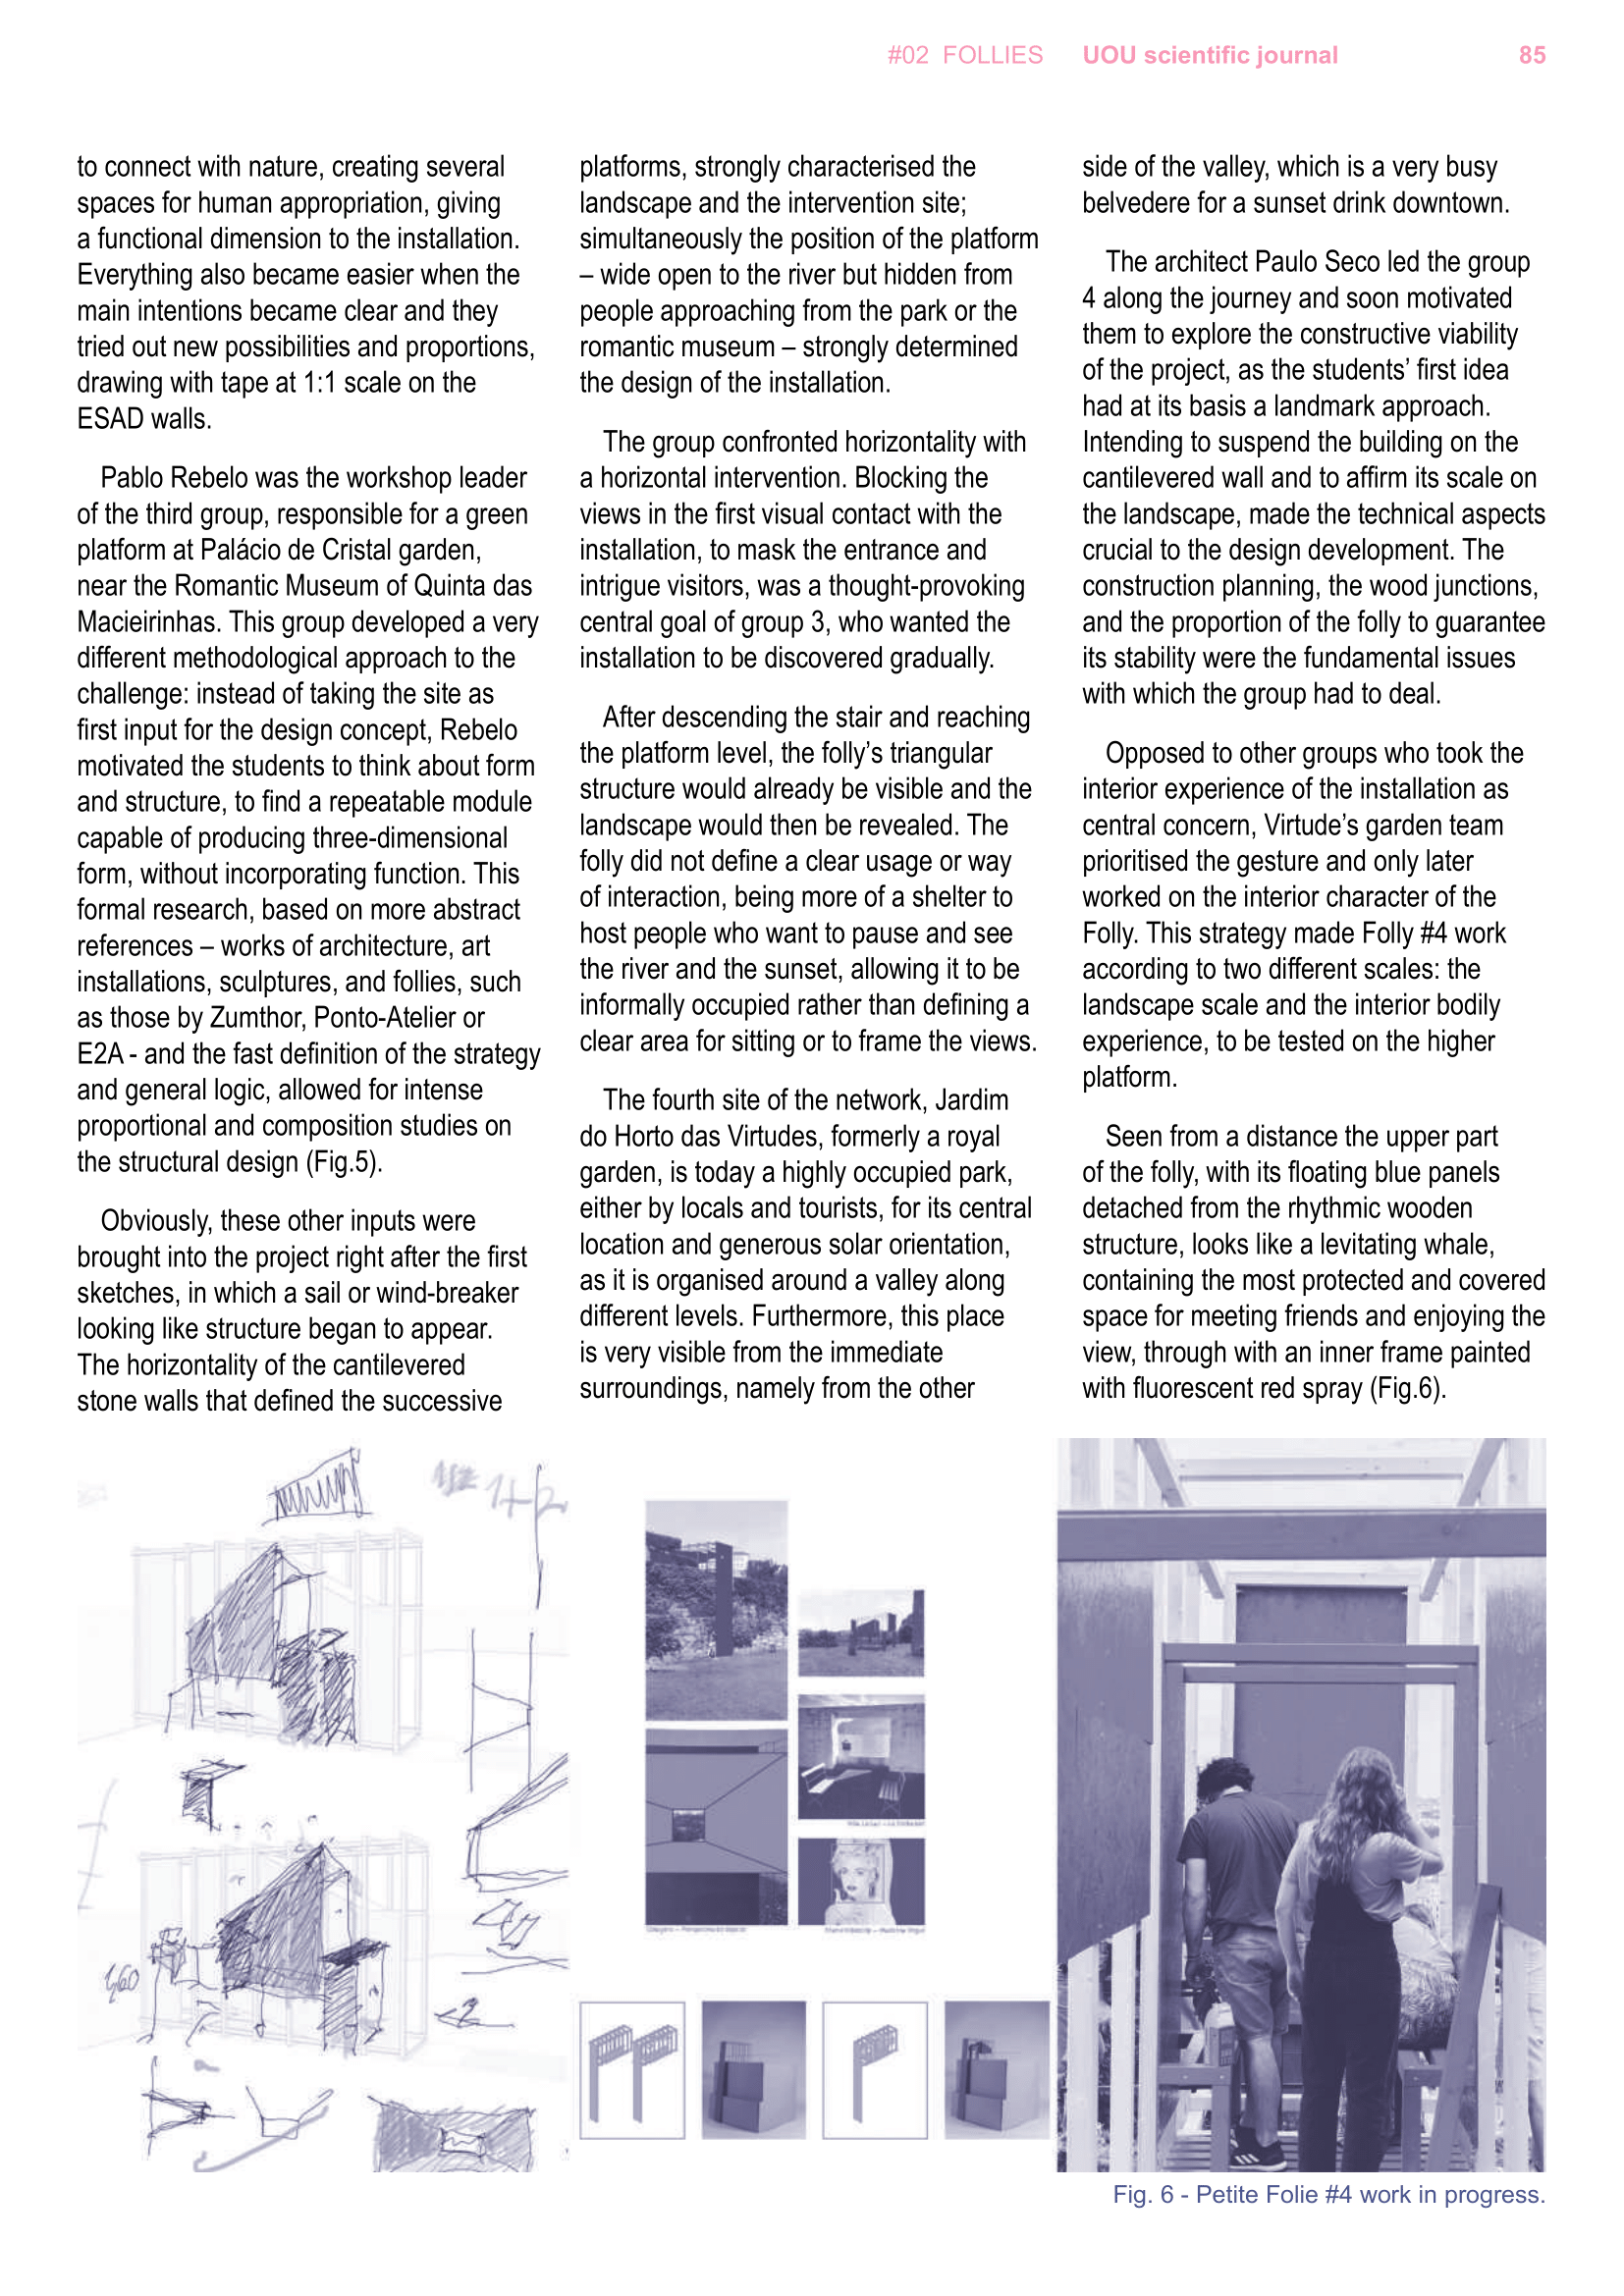 #02 FOLLIES UOU scientific journal 85
to connect with nature, creating several
spaces for human appropriation, giving
a functional dimension to the installation.
Everything also became easier when the
main intentions became clear and they
tried out new possibilities and proportions,
drawing with tape at 1:1 scale on the
ESAD walls.
Pablo Rebelo was the workshop leader
of the third group, responsible for a green
platform at Palácio de Cristal garden,
near the Romantic Museum of Quinta das
Macieirinhas. This group developed a very
different methodological approach to the
challenge: instead of taking the site as
first input for the design concept, Rebelo
motivated the students to think about form
and structure, to find a repeatable module
capable of producing three-dimensional
form, without incorporating function. This
formal research, based on more abstract
references – works of architecture, art
installations, sculptures, and follies, such
as those by Zumthor, Ponto-Atelier or
E2A - and the fast definition of the strategy
and general logic, allowed for intense
proportional and composition studies on
the structural design (Fig.5).
Obviously, these other inputs were
brought into the project right after the first
sketches, in which a sail or wind-breaker
looking like structure began to appear.
The horizontality of the cantilevered
stone walls that defined the successive
platforms, strongly characterised the
landscape and the intervention site;
simultaneously the position of the platform
– wide open to the river but hidden from
people approaching from the park or the
romantic museum – strongly determined
the design of the installation.
The group confronted horizontality with
a horizontal intervention. Blocking the
views in the first visual contact with the
installation, to mask the entrance and
intrigue visitors, was a thought-provoking
central goal of group 3, who wanted the
installation to be discovered gradually.
After descending the stair and reaching
the platform level, the folly’s triangular
structure would already be visible and the
landscape would then be revealed. The
folly did not define a clear usage or way
of interaction, being more of a shelter to
host people who want to pause and see
the river and the sunset, allowing it to be
informally occupied rather than defining a
clear area for sitting or to frame the views.
The fourth site of the network, Jardim
do Horto das Virtudes, formerly a royal
garden, is today a highly occupied park,
either by locals and tourists, for its central
location and generous solar orientation,
as it is organised around a valley along
different levels. Furthermore, this place
is very visible from the immediate
surroundings, namely from the other
side of the valley, which is a very busy
belvedere for a sunset drink downtown.
The architect Paulo Seco led the group
4 along the journey and soon motivated
them to explore the constructive viability
of the project, as the students’ first idea
had at its basis a landmark approach.
Intending to suspend the building on the
cantilevered wall and to affirm its scale on
the landscape, made the technical aspects
crucial to the design development. The
construction planning, the wood junctions,
and the proportion of the folly to guarantee
its stability were the fundamental issues
with which the group had to deal.
Opposed to other groups who took the
interior experience of the installation as
central concern, Virtude’s garden team
prioritised the gesture and only later
worked on the interior character of the
Folly. This strategy made Folly #4 work
according to two different scales: the
landscape scale and the interior bodily
experience, to be tested on the higher
platform.
Seen from a distance the upper part
of the folly, with its floating blue panels
detached from the rhythmic wooden
structure, looks like a levitating whale,
containing the most protected and covered
space for meeting friends and enjoying the
view, through with an inner frame painted
with fluorescent red spray (Fig.6).
1,60
Fig. 6 - Petite Folie #4 work in progress.